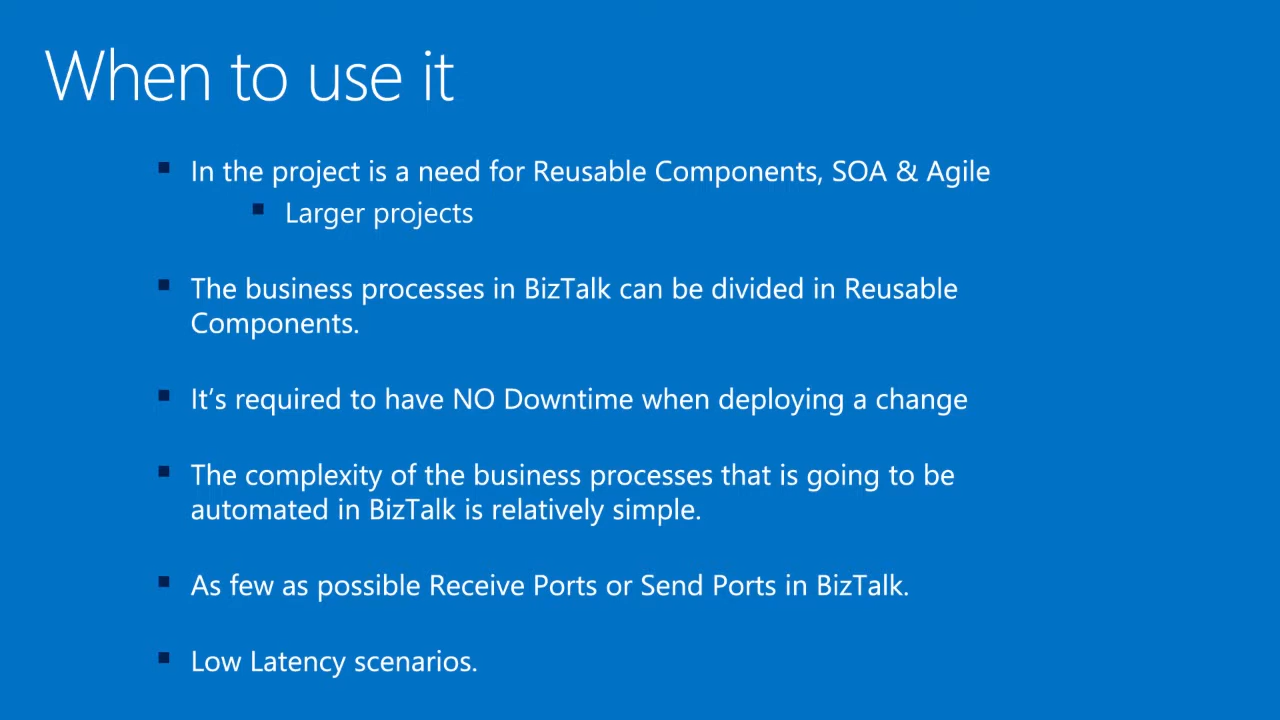 When to use it
In the project is a need for Reusable Components, SOA & Agile
Larger projects
The business processes in BizTalk can be divided in Reusable
Components.
It’s required to have NO Downtime when deploying a change
The complexity of the business processes that is going to be
automated in BizTalk is relatively simple.
As few as possible Receive Ports or Send Ports in BizTalk.
Low Latency scenarios.